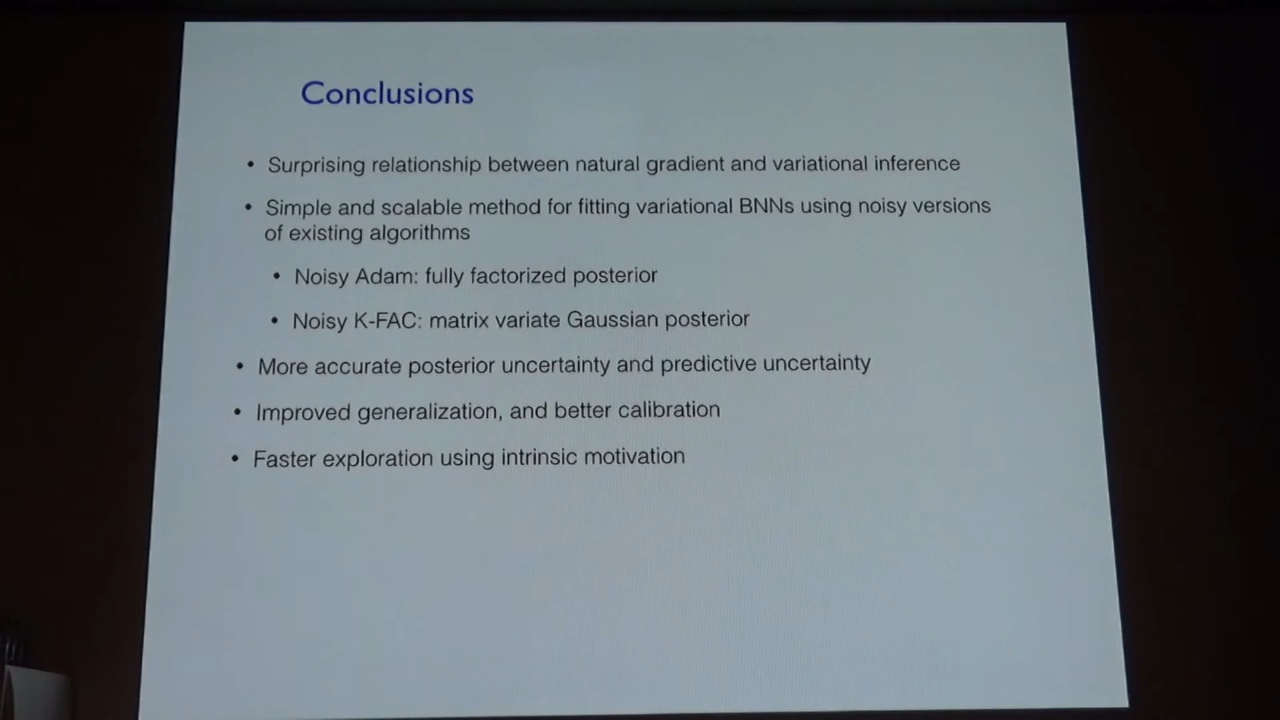 Conclusions
• Surprising relationship between natural gradient and variational inference
• Simple and scalable method for fitting variational BNNs using noisy versions
of existing algorithms
• Noisy Adam: fully factorized posterior
• Noisy K-FAC: matrix variate Gaussian posterior
• More accurate posterior uncertainty and predictive uncertainty
• Improved generalization, and better calibration
• Faster exploration using intrinsic motivation